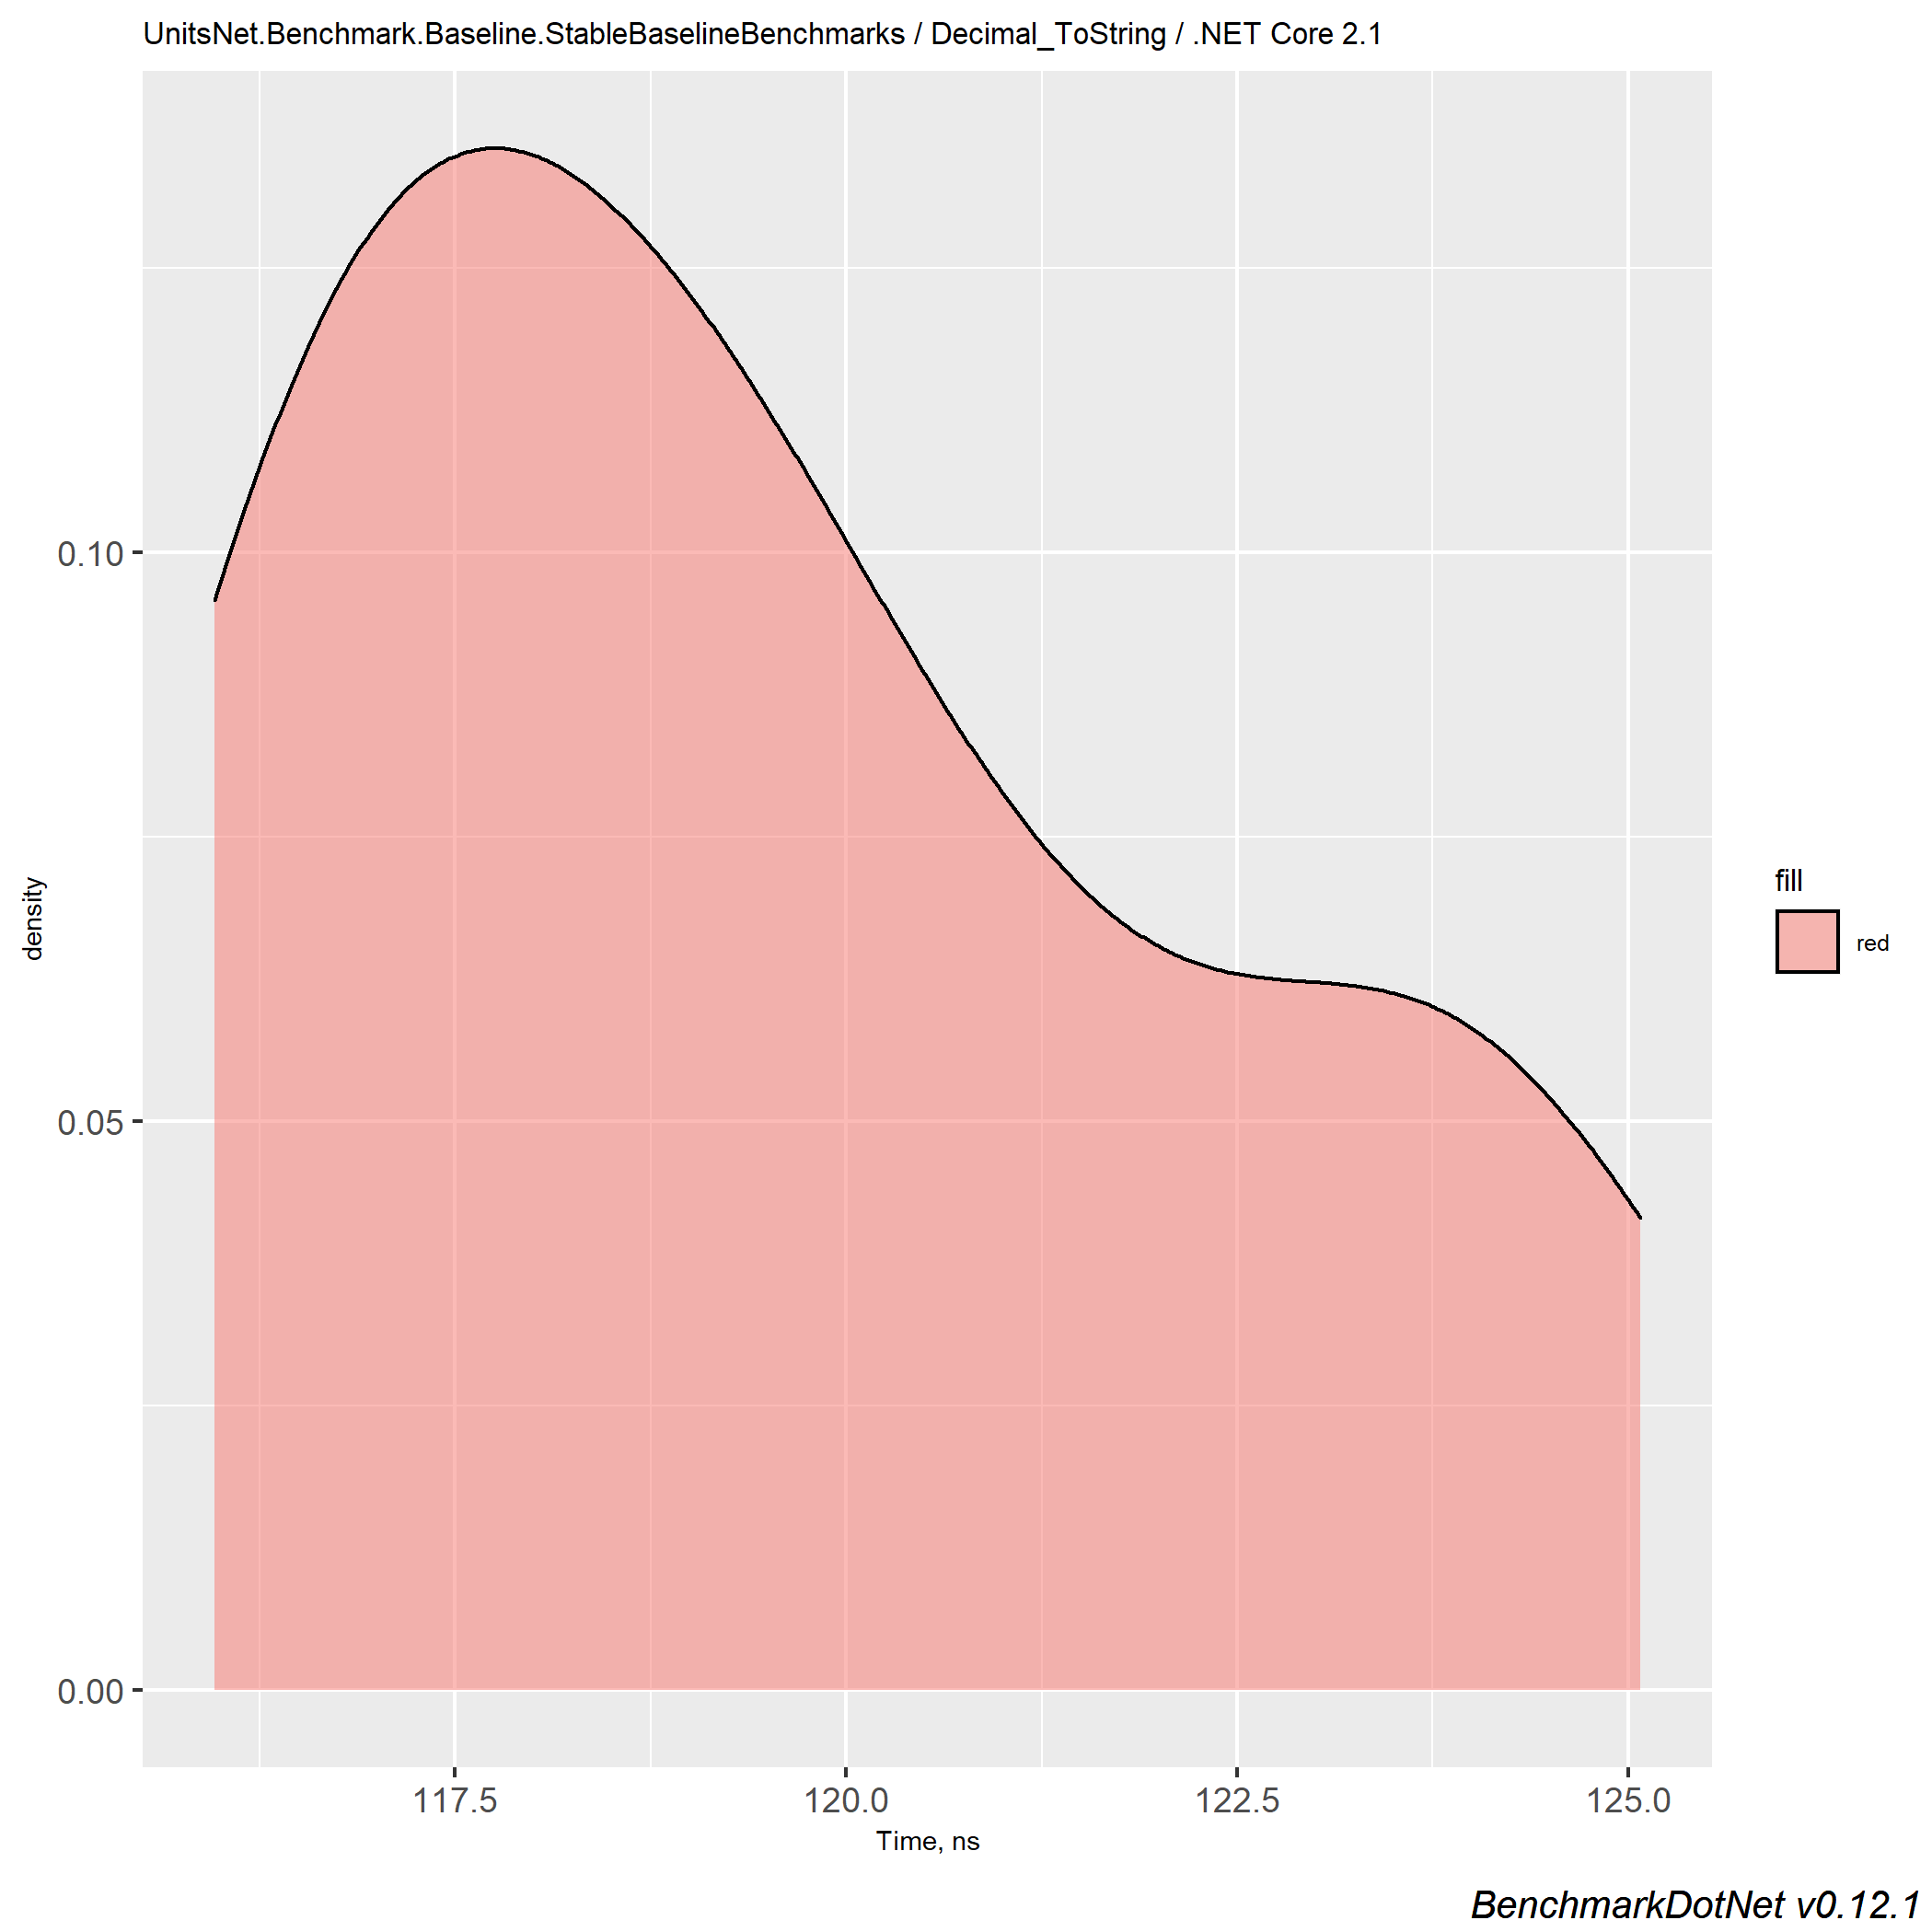 UnitsNet.Benchmark.Baseline.StableBaselineBenchmarks / Decimal_ToString / .NET Core 2.1
0.10
0.05
0.00
density
117.5 120.0 122.5 125.0
Time, ns
fill
red
BenchmarkDotNet v0.12.1